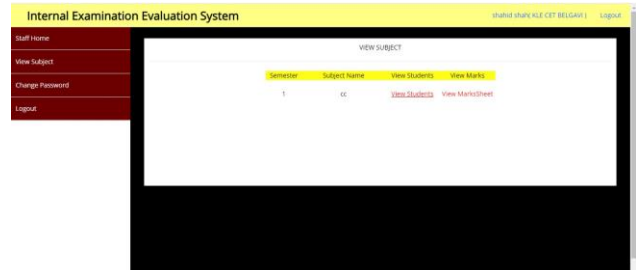 Internal Examination Evaluation System
shahid shah( KLE CET BELGAVI ) Logout
Staff Home
View Subject
Change Password
Logout
VIEW SUBJECT
Semester Subject Name View Students View Marks
1 cc View Students View MarksSheet